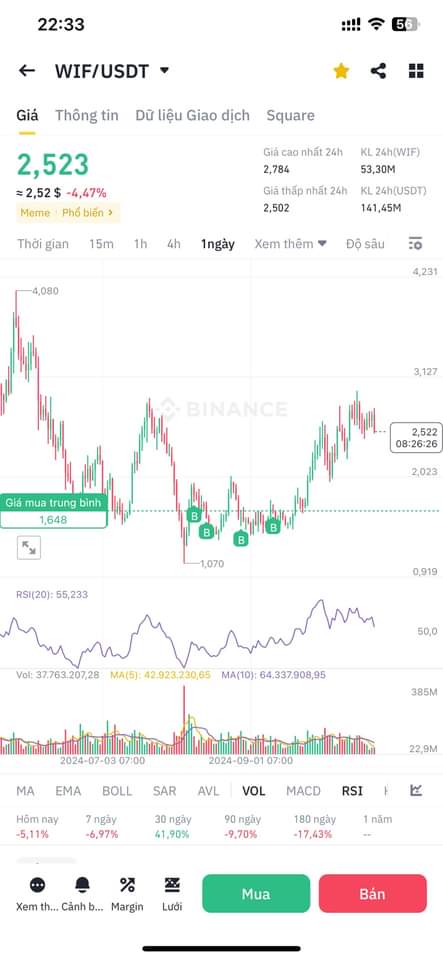 22:33
56
WIF/USDT
Giá Thông tin Dữ liệu Giao dịch Square
2,523
≈ 2,52 $ -4,47%
Meme Phổ biến >
Giá cao nhất 24h KL 24h(WIF)
2,784 53,30M
Giá thấp nhất 24h KL 24h(USDT)
2,502 141,45M
Thời gian 15m 1h 4h 1ngày Xem thêm Độ sâu
4,231
4,080
3,127
BINANCE
2,522
08:26:26
2,023
Giá mua trung bình
1,648
B
B
B
B
1,070
0,919
RSI(20): 55,233
50,0
Vol: 37.763.207,28 MA(5): 42.923.230,65 MA(10): 64.337.908,95
385M
22,9M
2024-07-03 07:00 2024-09-01 07:00
MA EMA BOLL SAR AVL VOL MACD RSI
Hôm nay 7 ngày 30 ngày 90 ngày 180 ngày 1 năm
-5,11% -6,97% 41,90% -9,70% -17,43% --
Xem th... Cảnh b... Margin Lưới
Mua Bán